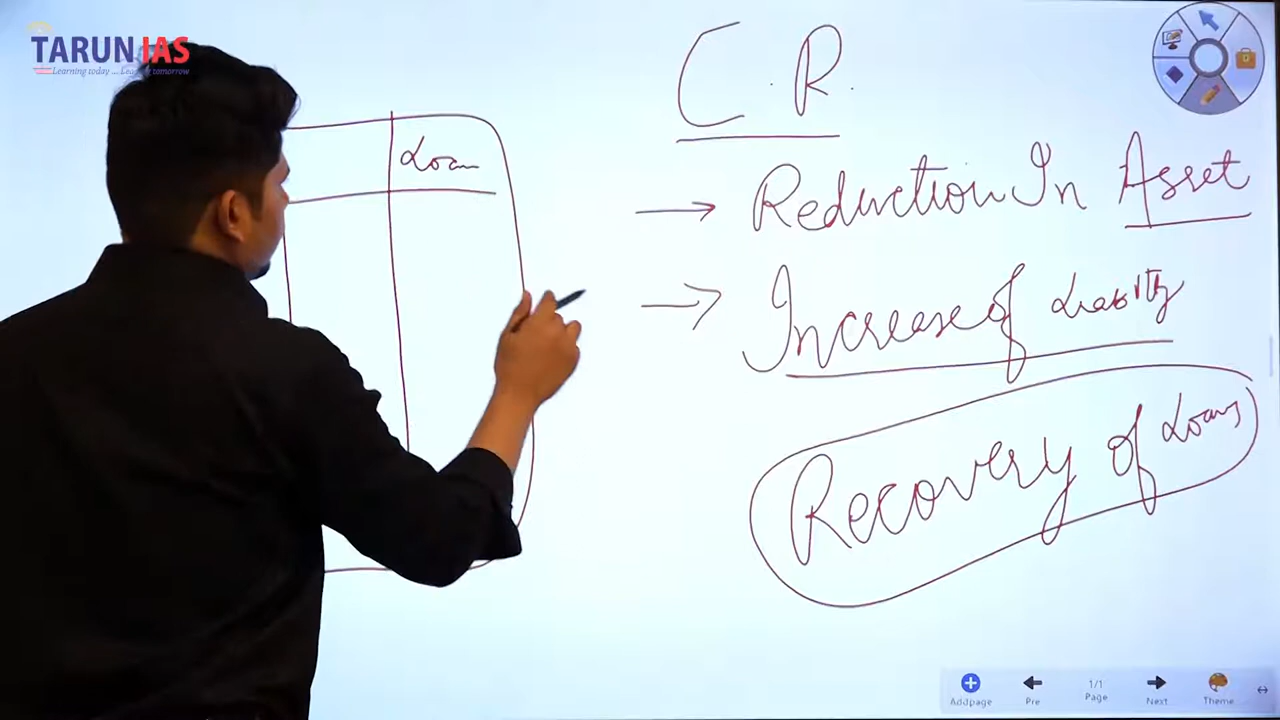 TARUN IAS
Learning today ... Leading tomorrow
C.R.
Loan
→ Reduction In Asset
→ Increase of Liability
Recovery of Loans
Addpage
Pre
1/1
Page
Next
Theme